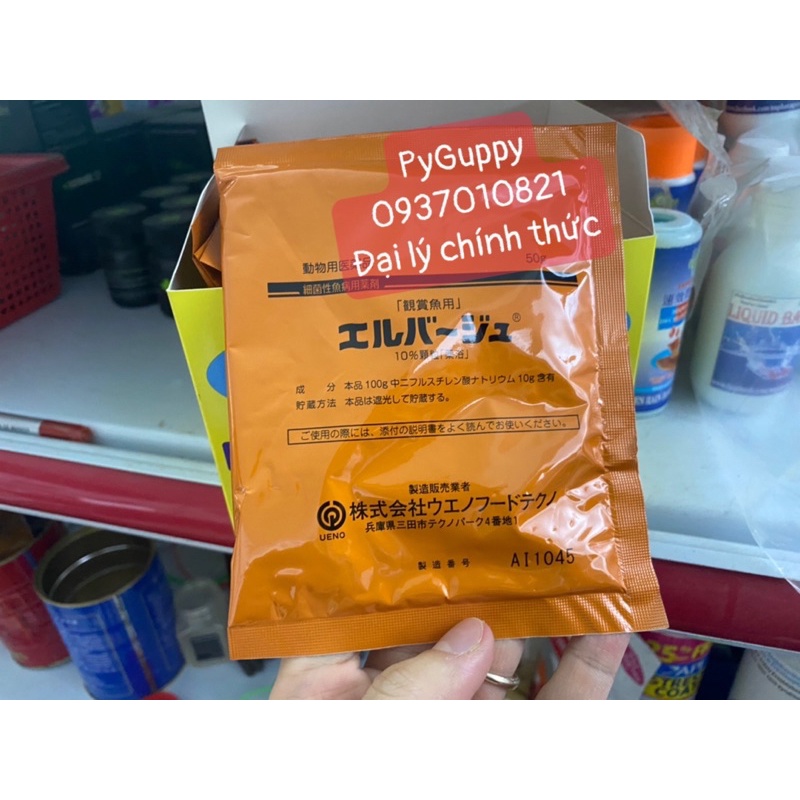 PyGuppy
0937010821
Đại lý chính thức
動物用医薬品
50g
細菌性魚病用薬剤
「観賞魚用」
エルバージュ®
10%顆粒「薬浴」
成 分 本品100g中ニフルスチレン酸ナトリウム10g含有
貯蔵方法 本品は遮光して貯蔵する。
ご使用の際には、添付の説明書をよく読んでお使いください。
製造販売業者
UENO 株式会社ウエノフードテクノ
兵庫県三田市テクノパーク4番地1
製造番号 AI1045
LIQUID